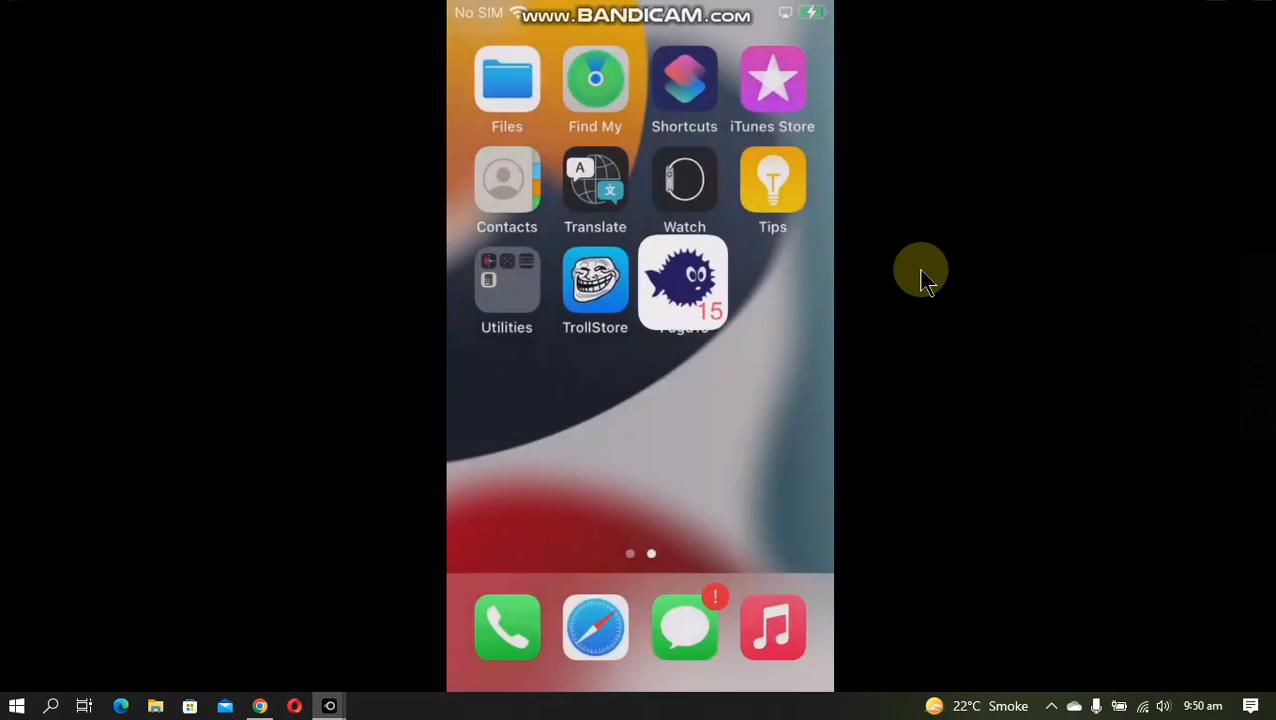 No SIM
www.BANDICAM.com
Files
Find My
Shortcuts
iTunes Store
A
文
T
Contacts
Translate
Watch
Tips
15
Utilities
TrollStore
!
22°C Smoke
9:50 am